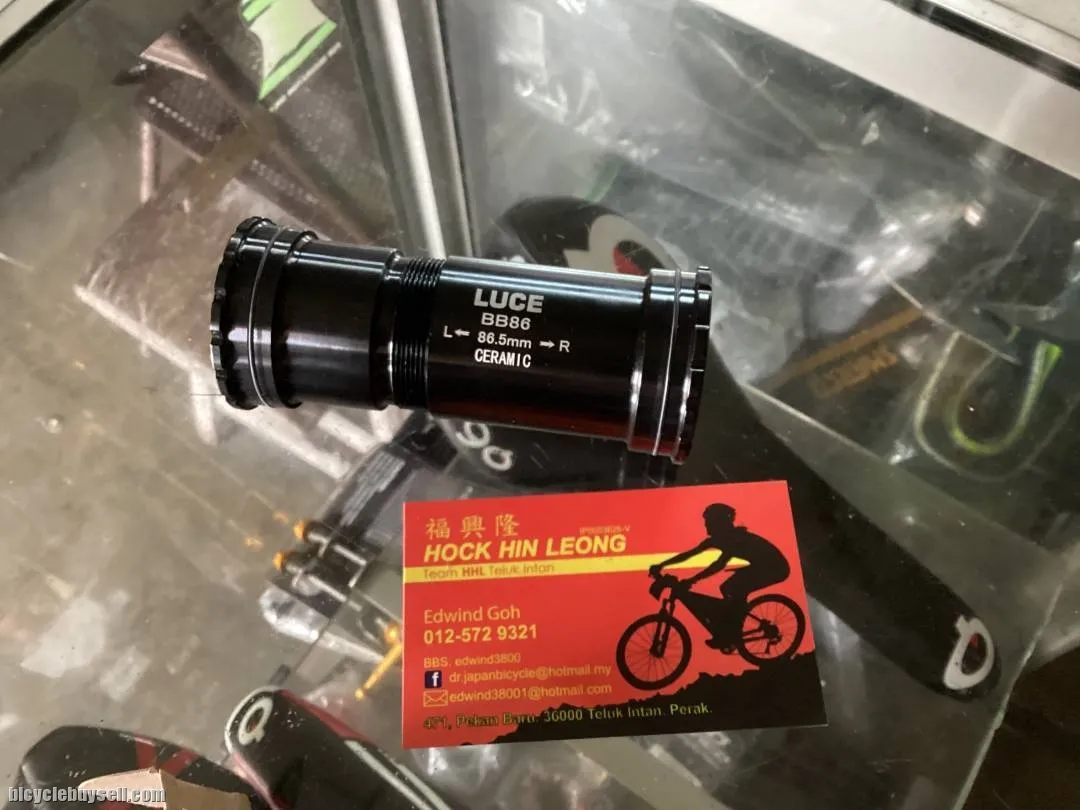 LUCE
BB86
L ← 86.5mm → R
CERAMIC
福興隆
HOCK HIN LEONG
Team HHL Teluk Intan
Edwind Goh
012-572 9321
BBS. edwind3800
dr.japanbicycle@hotmail.my
edwind38001@hotmail.com
471, Pekan Baru. 36000 Teluk Intan. Perak.
bicyclebuysell.com